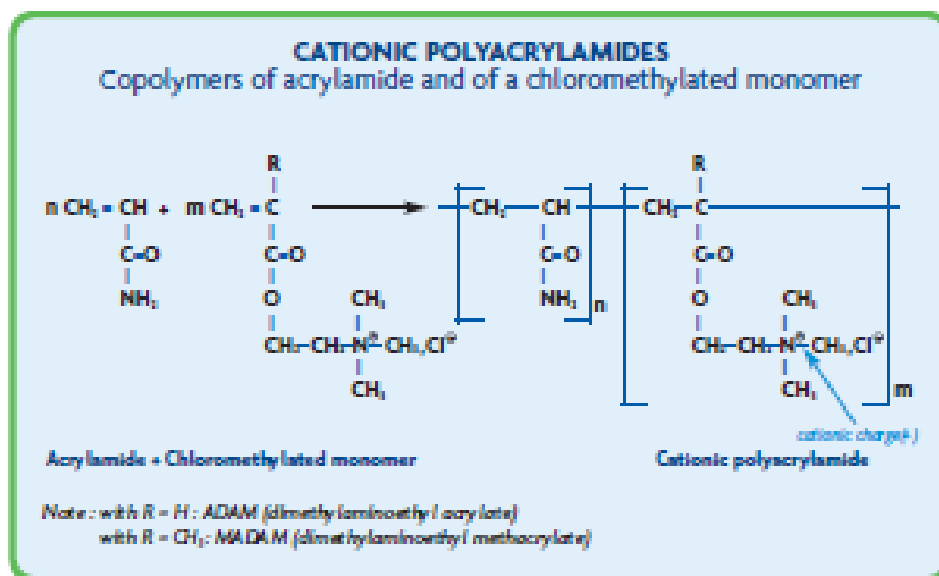 CATIONIC POLYACRYLAMIDES
Copolymers of acrylamide and of a chloromethylated monomer
R R
n CH₂ = CH + m CH₂ = C CH₂ CH CH₂ C
C=O C=O C=O C=O
NH₂ O CH₃ NH₂ n O CH₃
CH₂-CH₂-N⊕-CH₃,Cl⊖ CH₂-CH₂-N⊕-CH₃,Cl⊖
CH₃ CH₃ m
cationic charge(+)
Acrylamide + Chloromethylated monomer Cationic polyacrylamide
Note : with R = H : ADAM (dimethylaminoethyl acrylate)
with R = CH₃: MADAM (dimethylaminoethyl methacrylate)